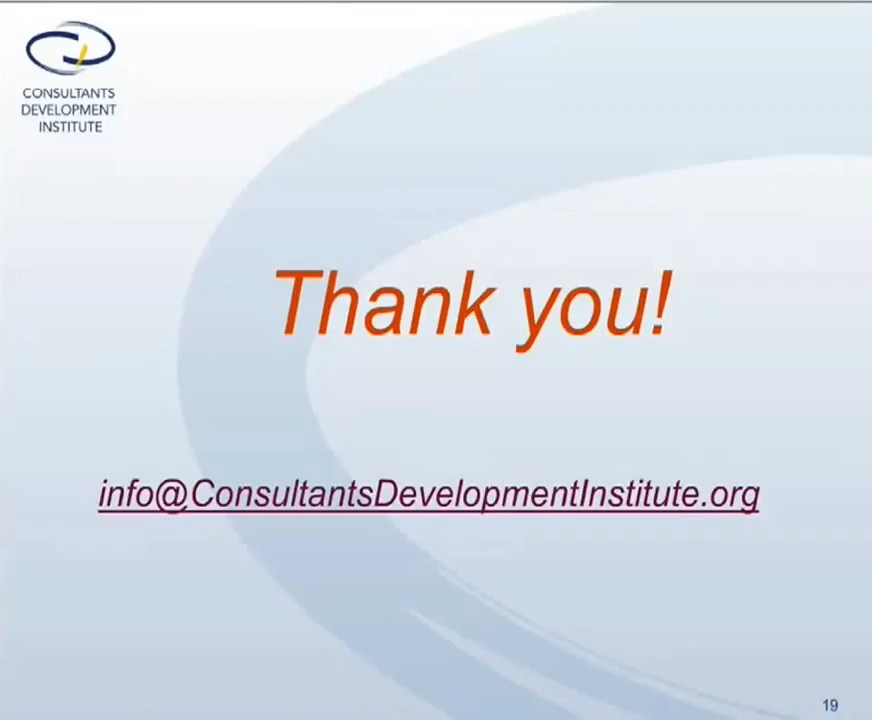 CONSULTANTS
DEVELOPMENT
INSTITUTE
Thank you!
info@ConsultantsDevelopmentInstitute.org
19